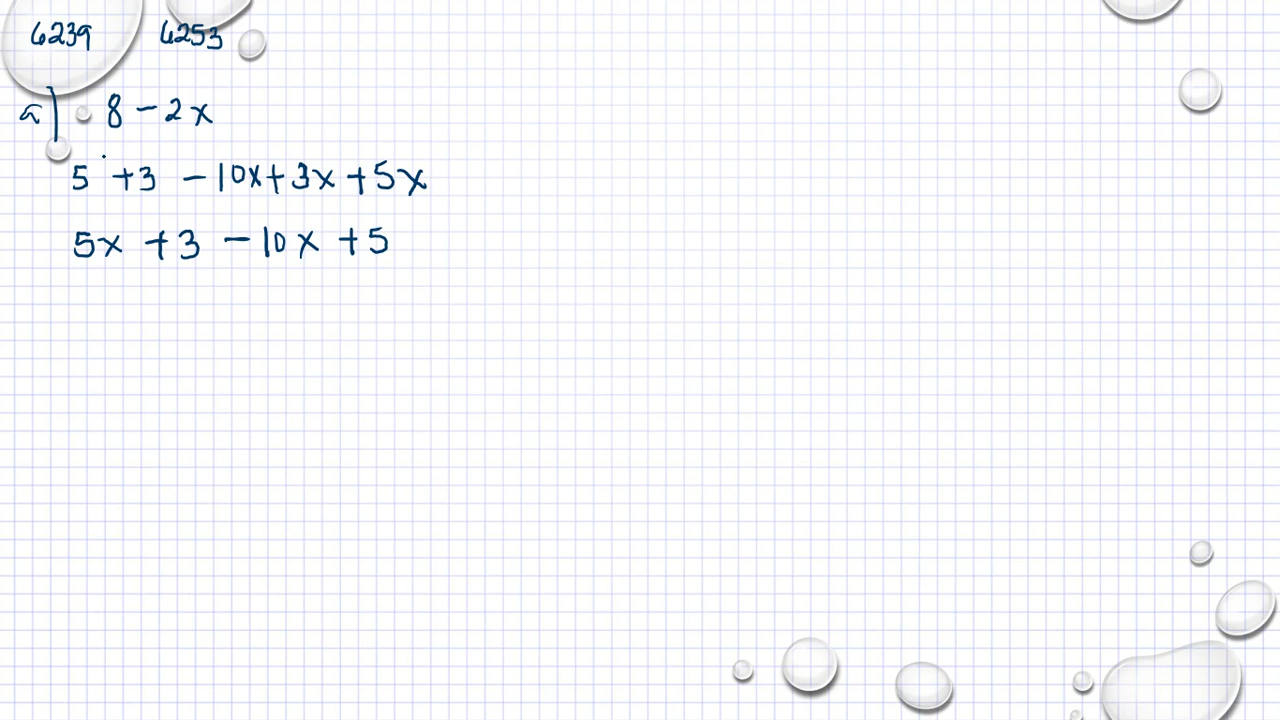 6239 6253
a) 8 - 2x
5 + 3 - 10x + 3x + 5x
5x + 3 - 10x + 5